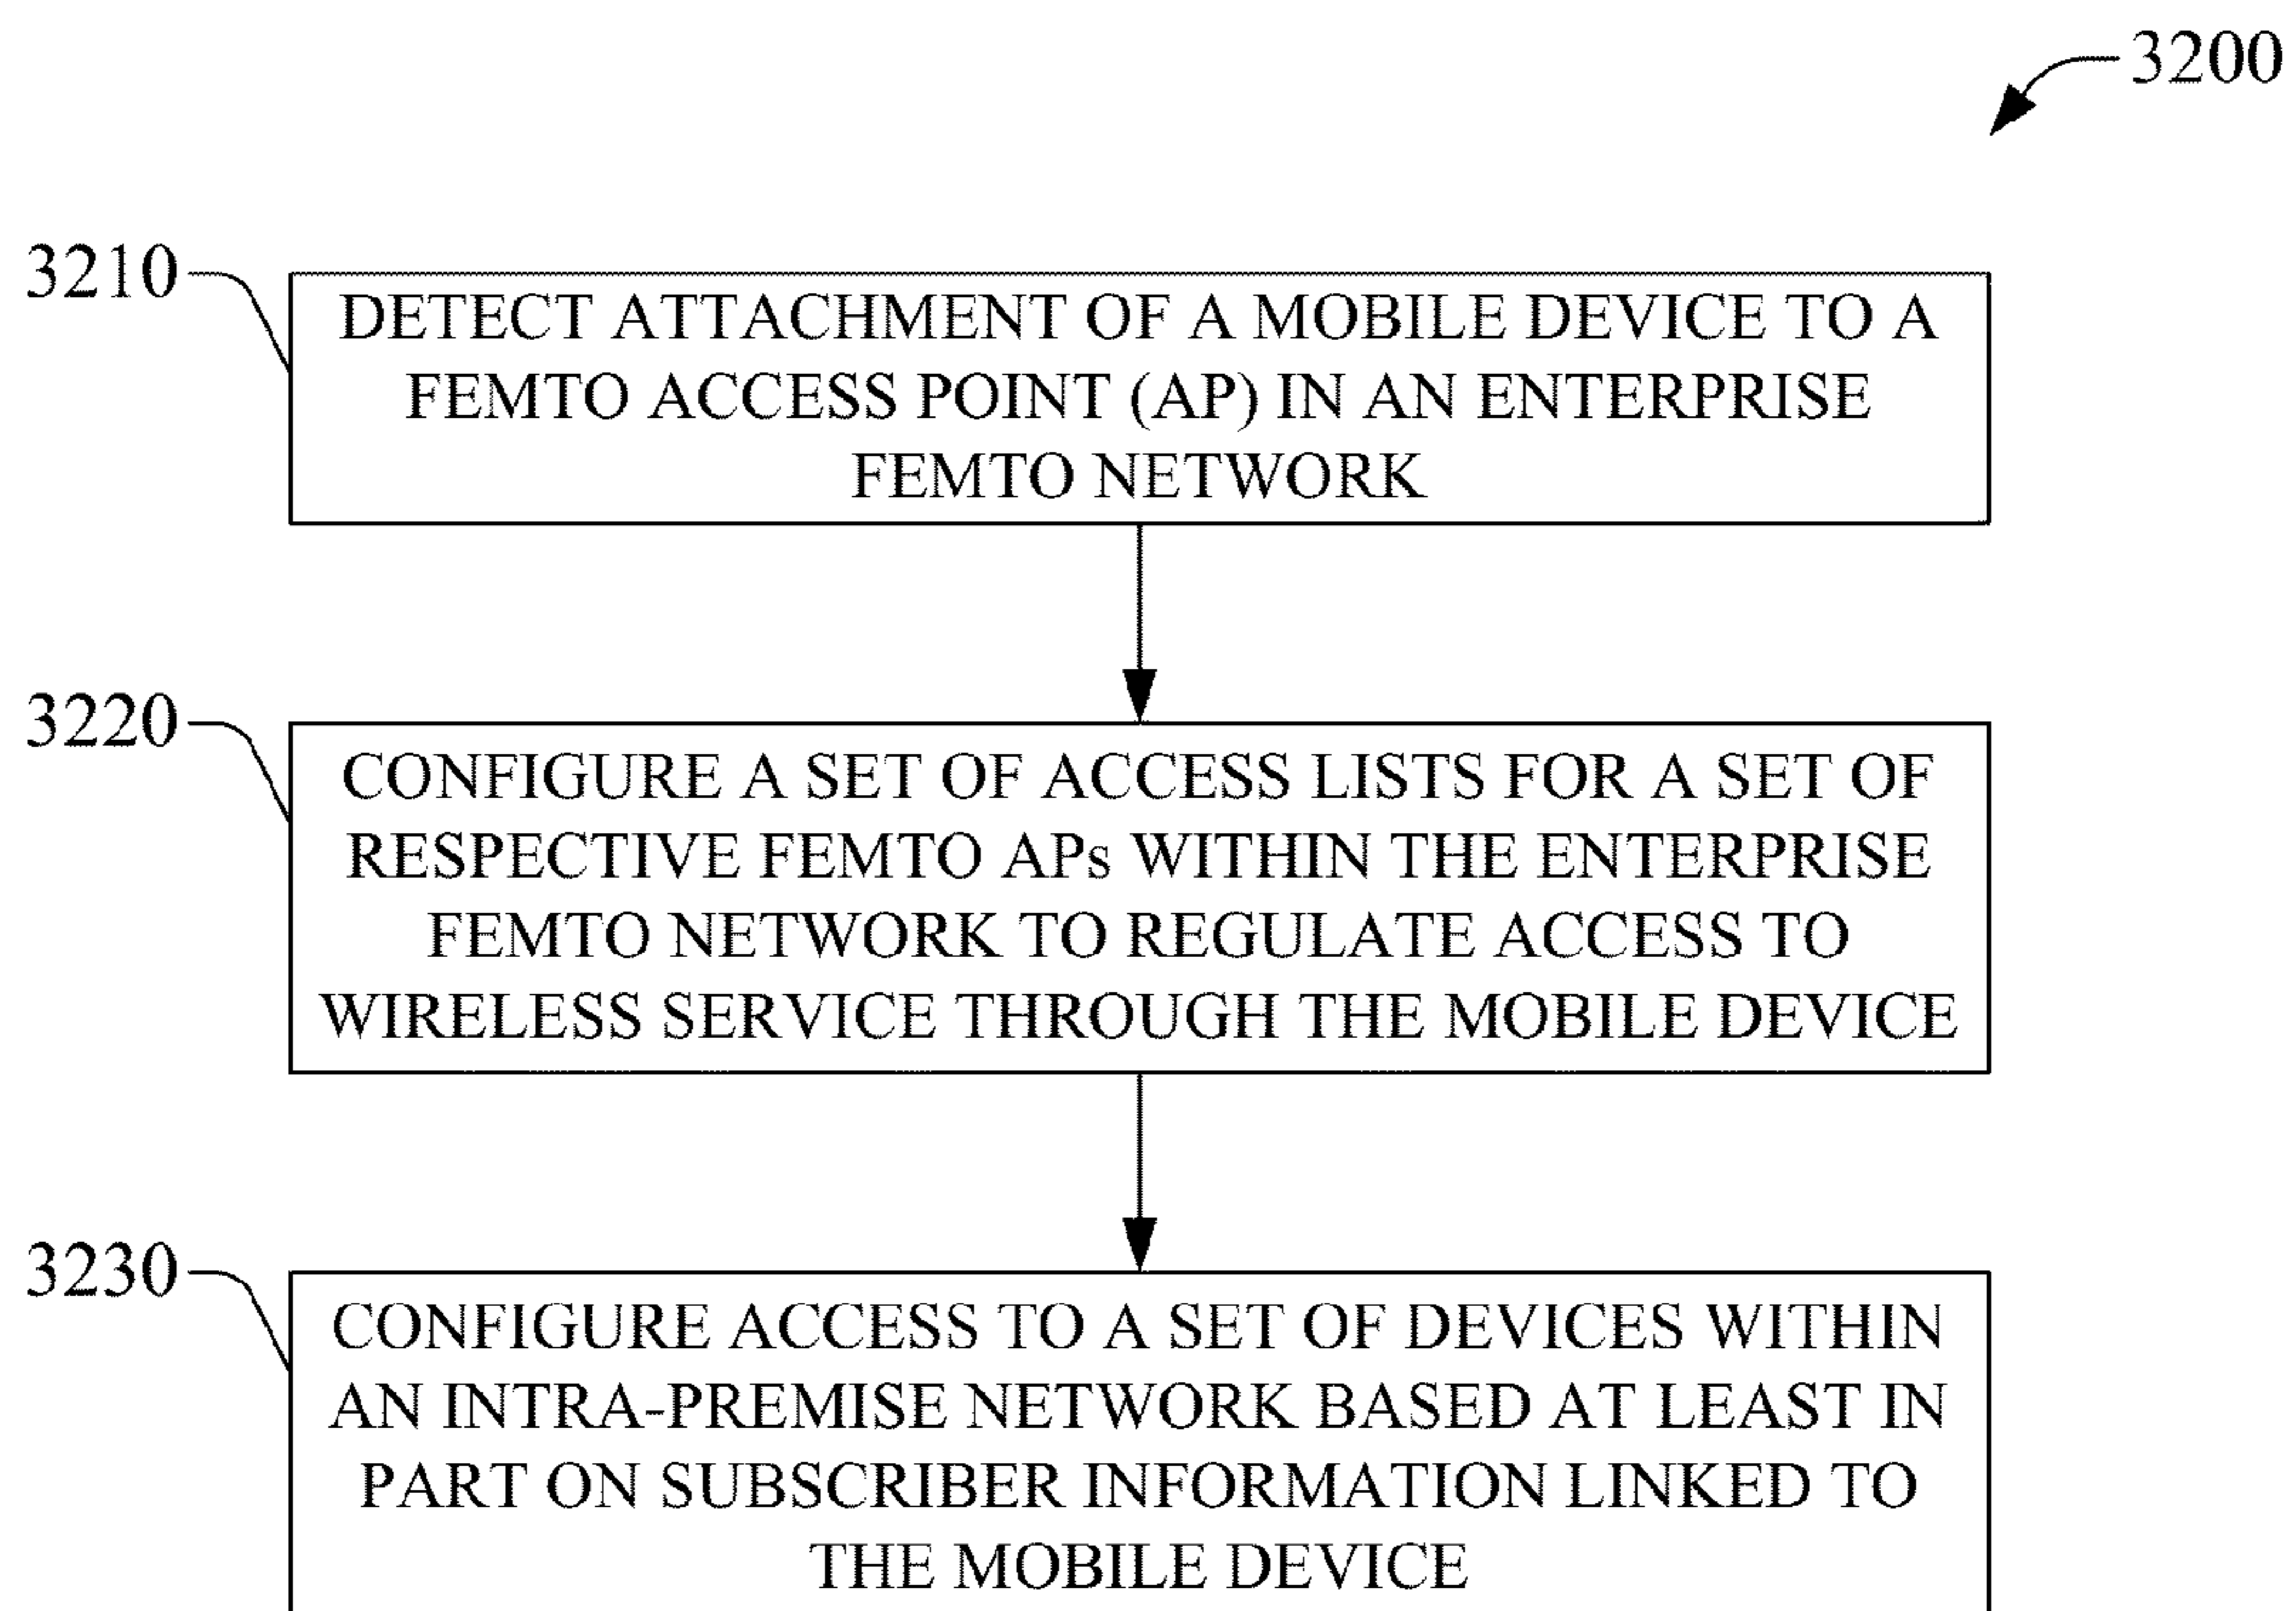 3200
3210
DETECT ATTACHMENT OF A MOBILE DEVICE TO A
FEMTO ACCESS POINT (AP) IN AN ENTERPRISE
FEMTO NETWORK
3220
CONFIGURE A SET OF ACCESS LISTS FOR A SET OF
RESPECTIVE FEMTO APs WITHIN THE ENTERPRISE
FEMTO NETWORK TO REGULATE ACCESS TO
WIRELESS SERVICE THROUGH THE MOBILE DEVICE
3230
CONFIGURE ACCESS TO A SET OF DEVICES WITHIN
AN INTRA-PREMISE NETWORK BASED AT LEAST IN
PART ON SUBSCRIBER INFORMATION LINKED TO
THE MOBILE DEVICE